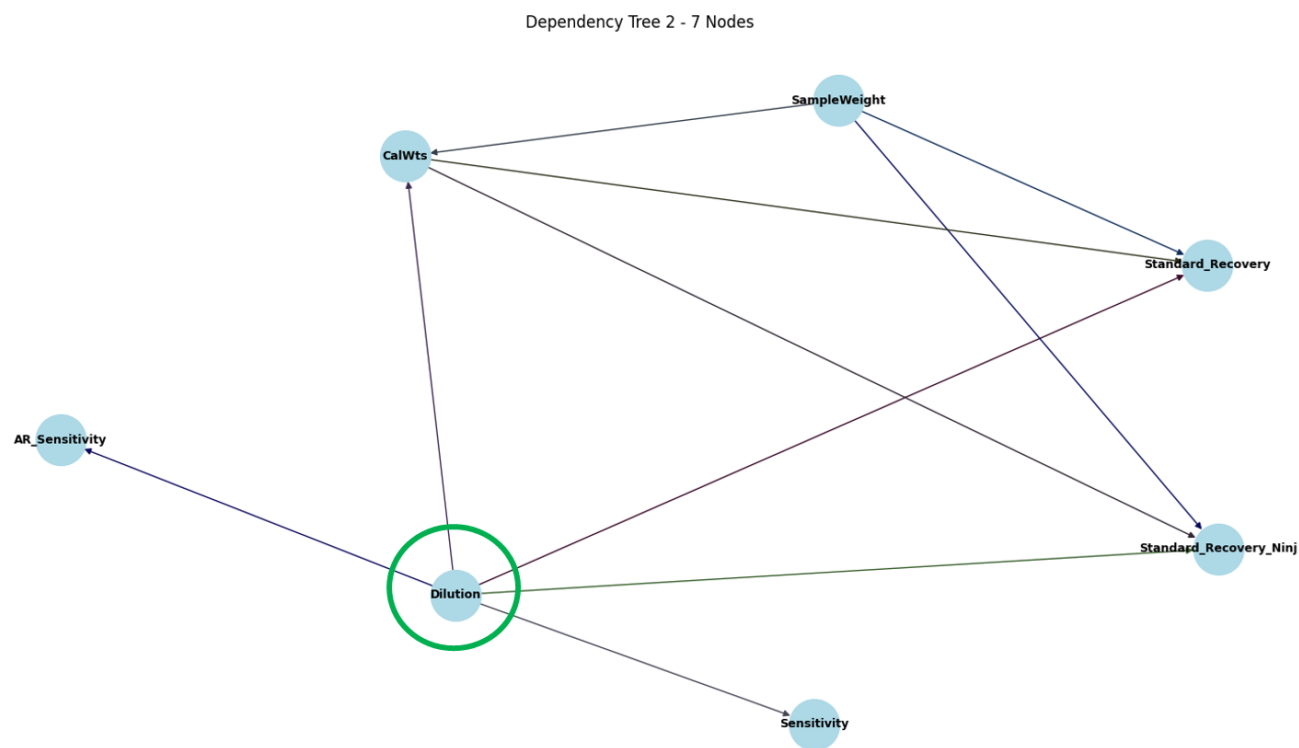 Dependency Tree 2 - 7 Nodes
SampleWeight
CalWts
Standard_Recovery
AR_Sensitivity
Standard_Recovery_Ninj
Dilution
Sensitivity